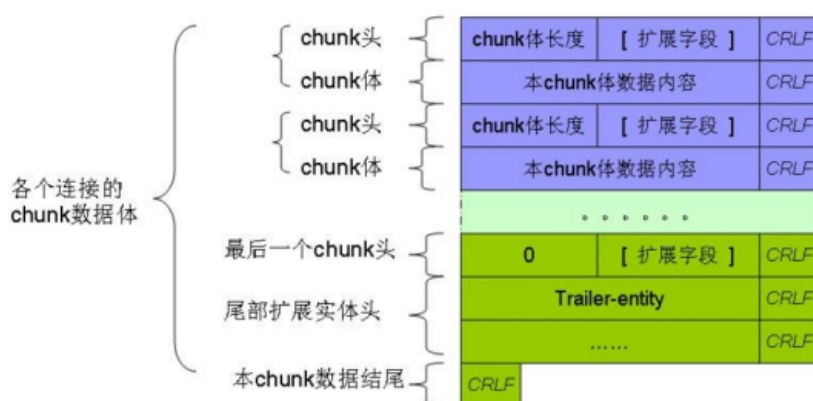 chunk头 chunk体长度 [ 扩展字段 ] CRLF
chunk体 本chunk体数据内容 CRLF
chunk头 chunk体长度 [ 扩展字段 ] CRLF
chunk体 本chunk体数据内容 CRLF
各个连接的
chunk数据体
。。。。。。
最后一个chunk头 0 [ 扩展字段 ] CRLF
尾部扩展实体头 Trailer-entity CRLF
...... CRLF
本chunk数据结尾 CRLF